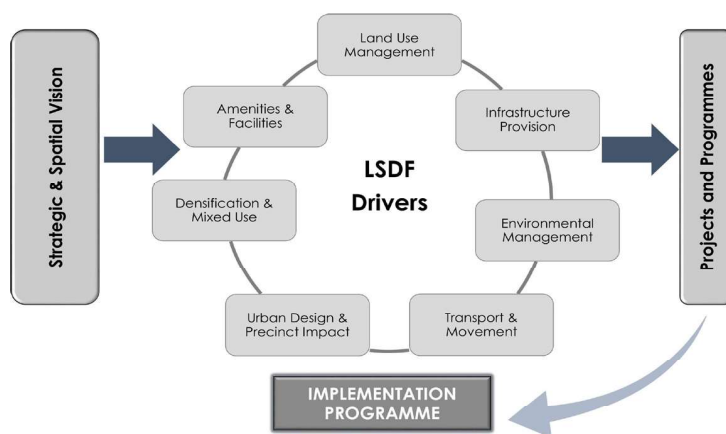 Strategic & Spatial Vision
Land Use
Management
Amenities &
Facilities
Infrastructure
Provision
LSDF
Drivers
Densification &
Mixed Use
Environmental
Management
Urban Design &
Precinct Impact
Transport &
Movement
Projects and Programmes
IMPLEMENTATION
PROGRAMME